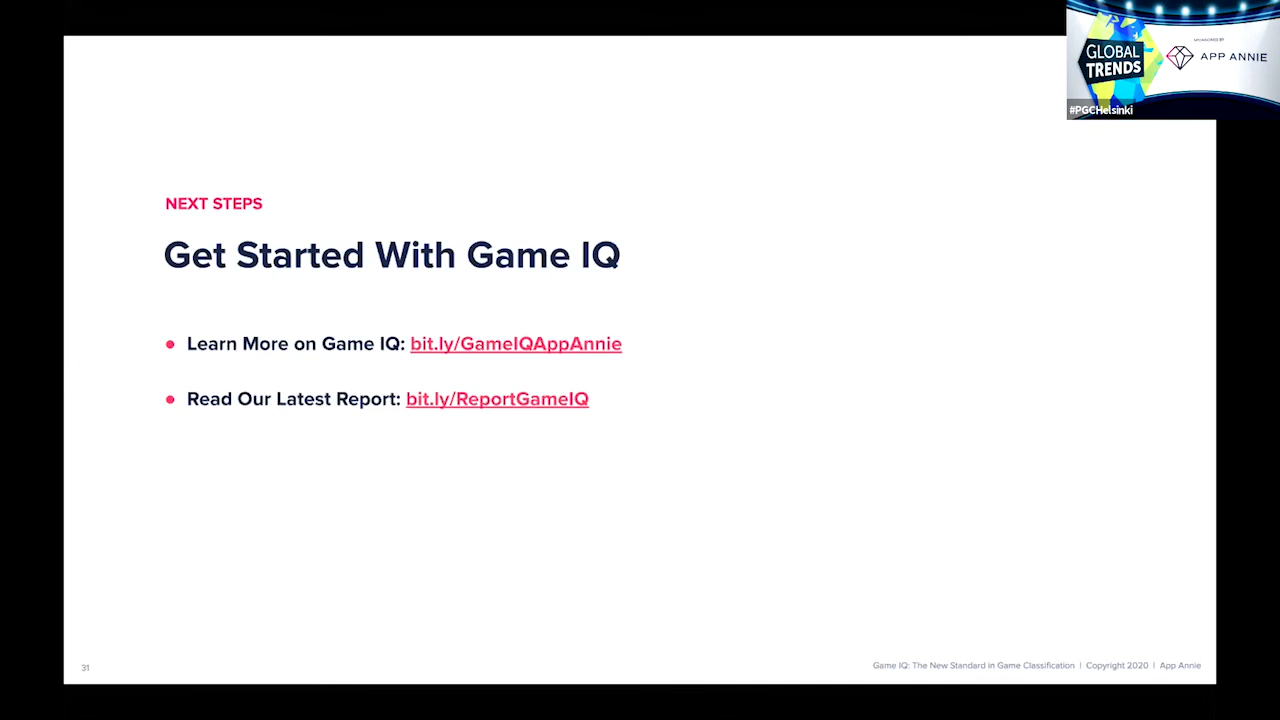 GLOBAL
TRENDS
SPONSORED BY
APP ANNIE
#PGCHelsinki
NEXT STEPS
Get Started With Game IQ
Learn More on Game IQ: bit.ly/GameIQAppAnnie
Read Our Latest Report: bit.ly/ReportGameIQ
31
Game IQ: The New Standard in Game Classification | Copyright 2020 | App Annie